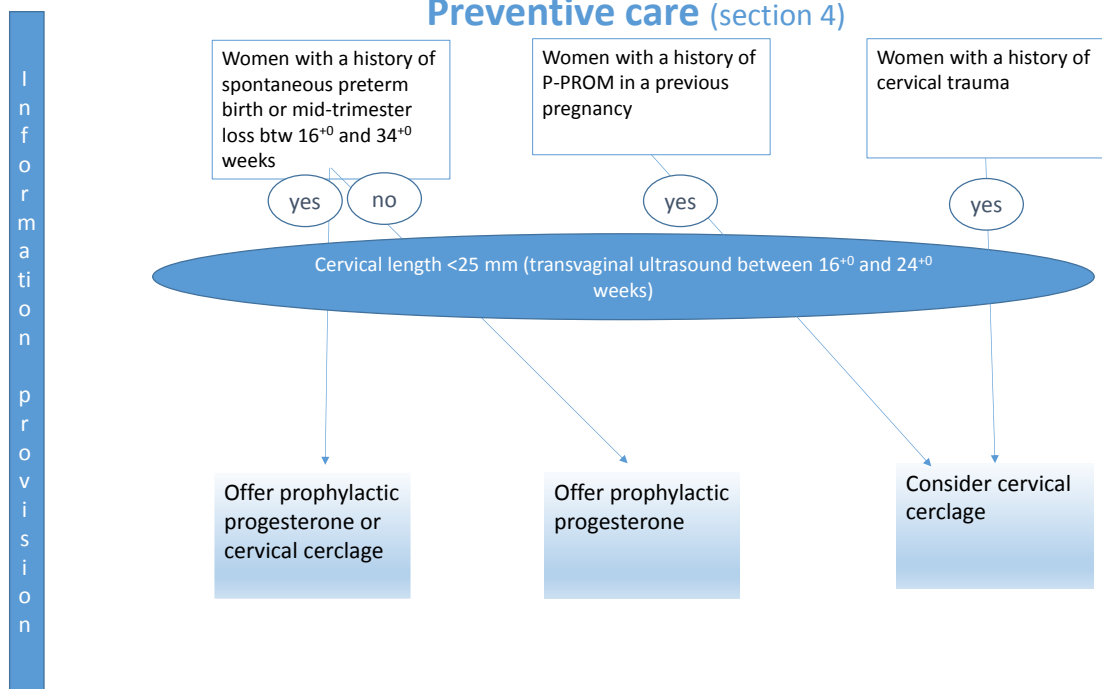 Preventive care (section 4)
Information provision
Women with a history of
spontaneous preterm
birth or mid-trimester
loss btw 16⁺⁰ and 34⁺⁰
weeks
Women with a history of
P-PROM in a previous
pregnancy
Women with a history of
cervical trauma
yes
no
yes
yes
Cervical length <25 mm (transvaginal ultrasound between 16⁺⁰ and 24⁺⁰
weeks)
Offer prophylactic
progesterone or
cervical cerclage
Offer prophylactic
progesterone
Consider cervical
cerclage